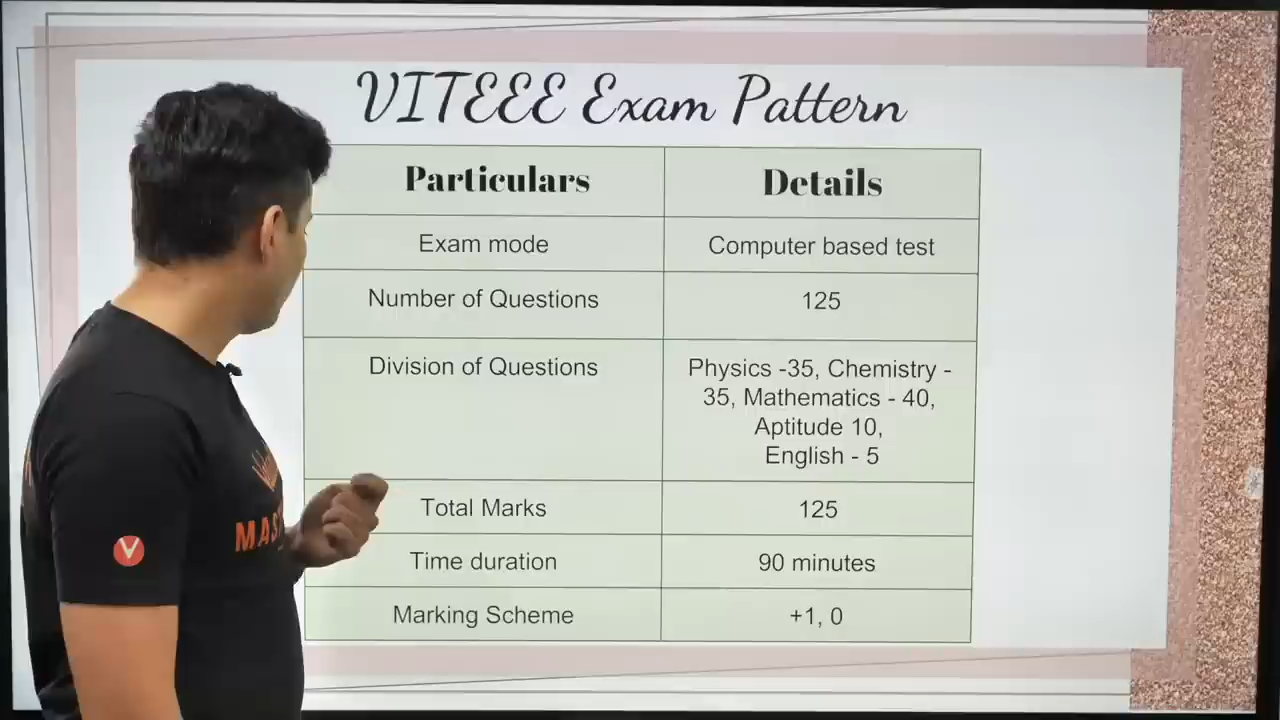 VITEEE Exam Pattern
Particulars Details
Exam mode Computer based test
Number of Questions 125
Division of Questions Physics -35, Chemistry -
35, Mathematics - 40,
Aptitude 10,
English - 5
Total Marks 125
Time duration 90 minutes
Marking Scheme +1, 0
V